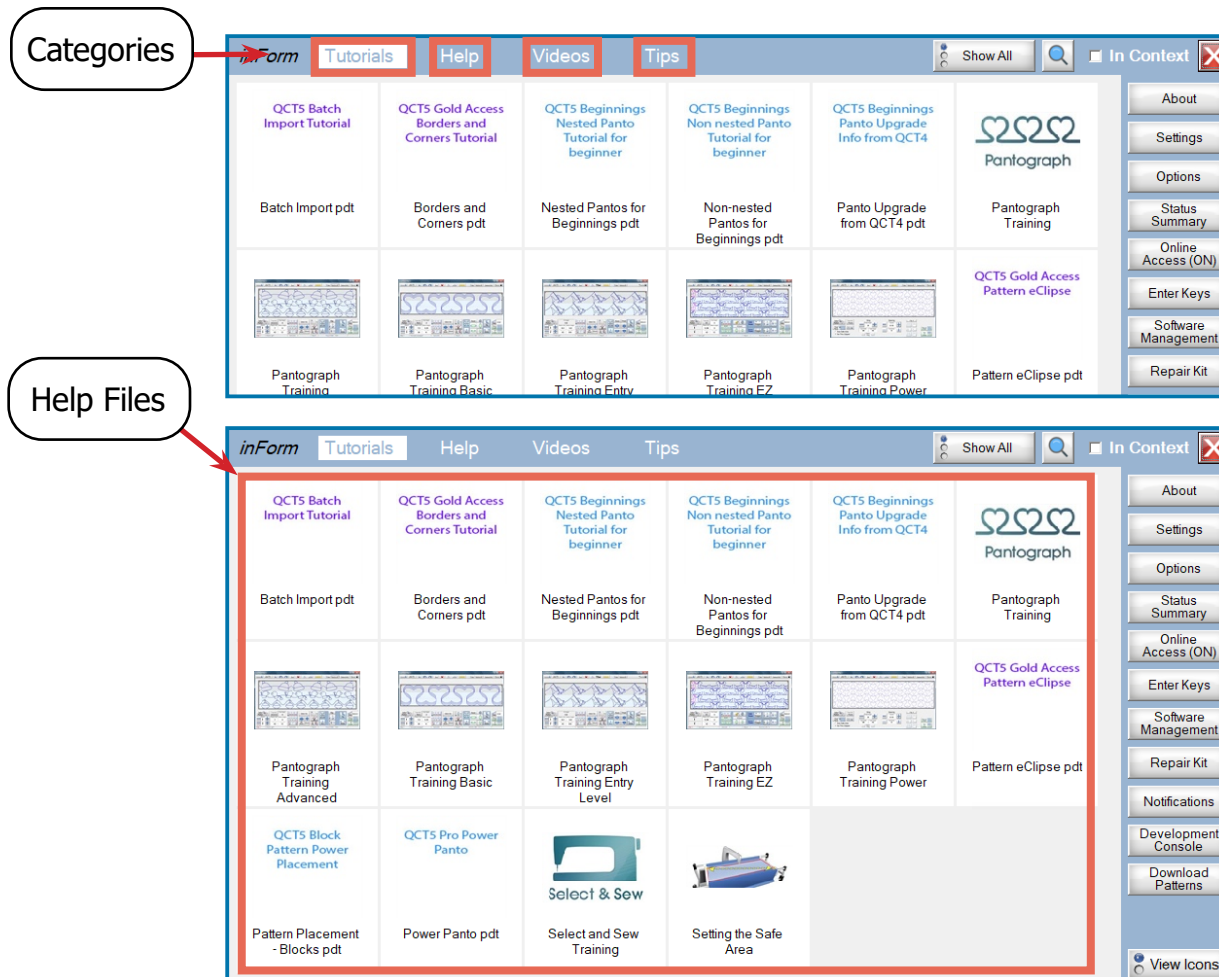 Categories
inForm Tutorials Help Videos Tips Show All In Context
QCT5 Batch
Import Tutorial
Batch Import pdt
QCT5 Gold Access
Borders and
Corners Tutorial
Borders and
Corners pdt
QCT5 Beginnings
Nested Panto
Tutorial for
beginner
Nested Pantos for
Beginnings pdt
QCT5 Beginnings
Non nested Panto
Tutorial for
beginner
Non-nested
Pantos for
Beginnings pdt
QCT5 Beginnings
Panto Upgrade
Info from QCT4
Panto Upgrade
from QCT4 pdt
Pantograph
Pantograph
Training
Pantograph
Training
Pantograph
Training Basic
Pantograph
Training Entry
Pantograph
Training EZ
Pantograph
Training Power
QCT5 Gold Access
Pattern eClipse
Pattern eClipse pdt
About
Settings
Options
Status
Summary
Online
Access (ON)
Enter Keys
Software
Management
Repair Kit
Help Files
inForm Tutorials Help Videos Tips Show All In Context
QCT5 Batch
Import Tutorial
Batch Import pdt
QCT5 Gold Access
Borders and
Corners Tutorial
Borders and
Corners pdt
QCT5 Beginnings
Nested Panto
Tutorial for
beginner
Nested Pantos for
Beginnings pdt
QCT5 Beginnings
Non nested Panto
Tutorial for
beginner
Non-nested
Pantos for
Beginnings pdt
QCT5 Beginnings
Panto Upgrade
Info from QCT4
Panto Upgrade
from QCT4 pdt
Pantograph
Pantograph
Training
Pantograph
Training
Advanced
Pantograph
Training Basic
Pantograph
Training Entry
Level
Pantograph
Training EZ
Pantograph
Training Power
QCT5 Gold Access
Pattern eClipse
Pattern eClipse pdt
QCT5 Block
Pattern Power
Placement
Pattern Placement
- Blocks pdt
QCT5 Pro Power
Panto
Power Panto pdt
Select & Sew
Select and Sew
Training
Setting the Safe
Area
About
Settings
Options
Status
Summary
Online
Access (ON)
Enter Keys
Software
Management
Repair Kit
Notifications
Development
Console
Download
Patterns
View Icons